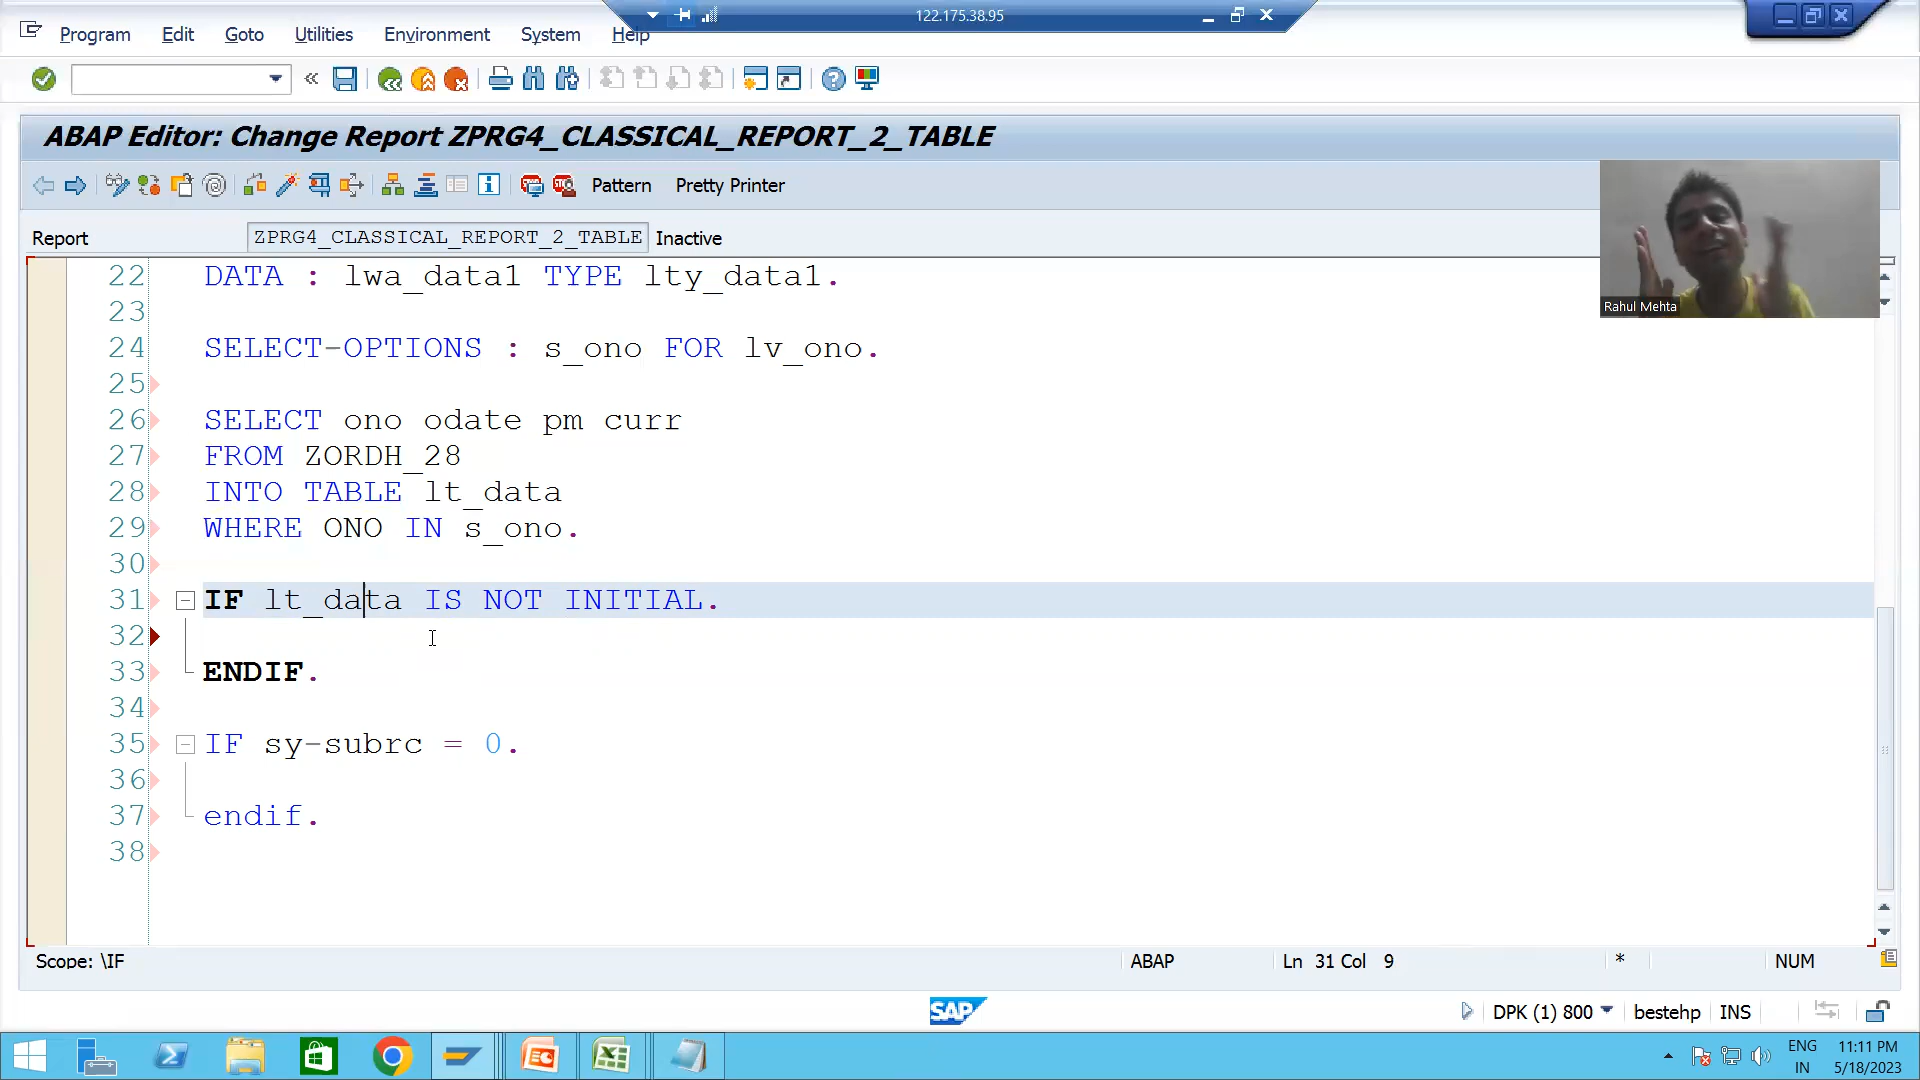 122.175.38.95
Program Edit Goto Utilities Environment System Help
ABAP Editor: Change Report ZPRG4_CLASSICAL_REPORT_2_TABLE
Pattern Pretty Printer
Report ZPRG4_CLASSICAL_REPORT_2_TABLE Inactive
Rahul Mehta
22 DATA : lwa_data1 TYPE lty_data1.
23
24 SELECT-OPTIONS : s_ono FOR lv_ono.
25
26 SELECT ono odate pm curr
27 FROM ZORDH_28
28 INTO TABLE lt_data
29 WHERE ONO IN s_ono.
30
31 IF lt_data IS NOT INITIAL.
32
33 ENDIF.
34
35 IF sy-subrc = 0.
36
37 endif.
38
Scope: \IF ABAP Ln 31 Col 9 * NUM
SAP DPK (1) 800 bestehp INS
ENG 11:11 PM
IN 5/18/2023